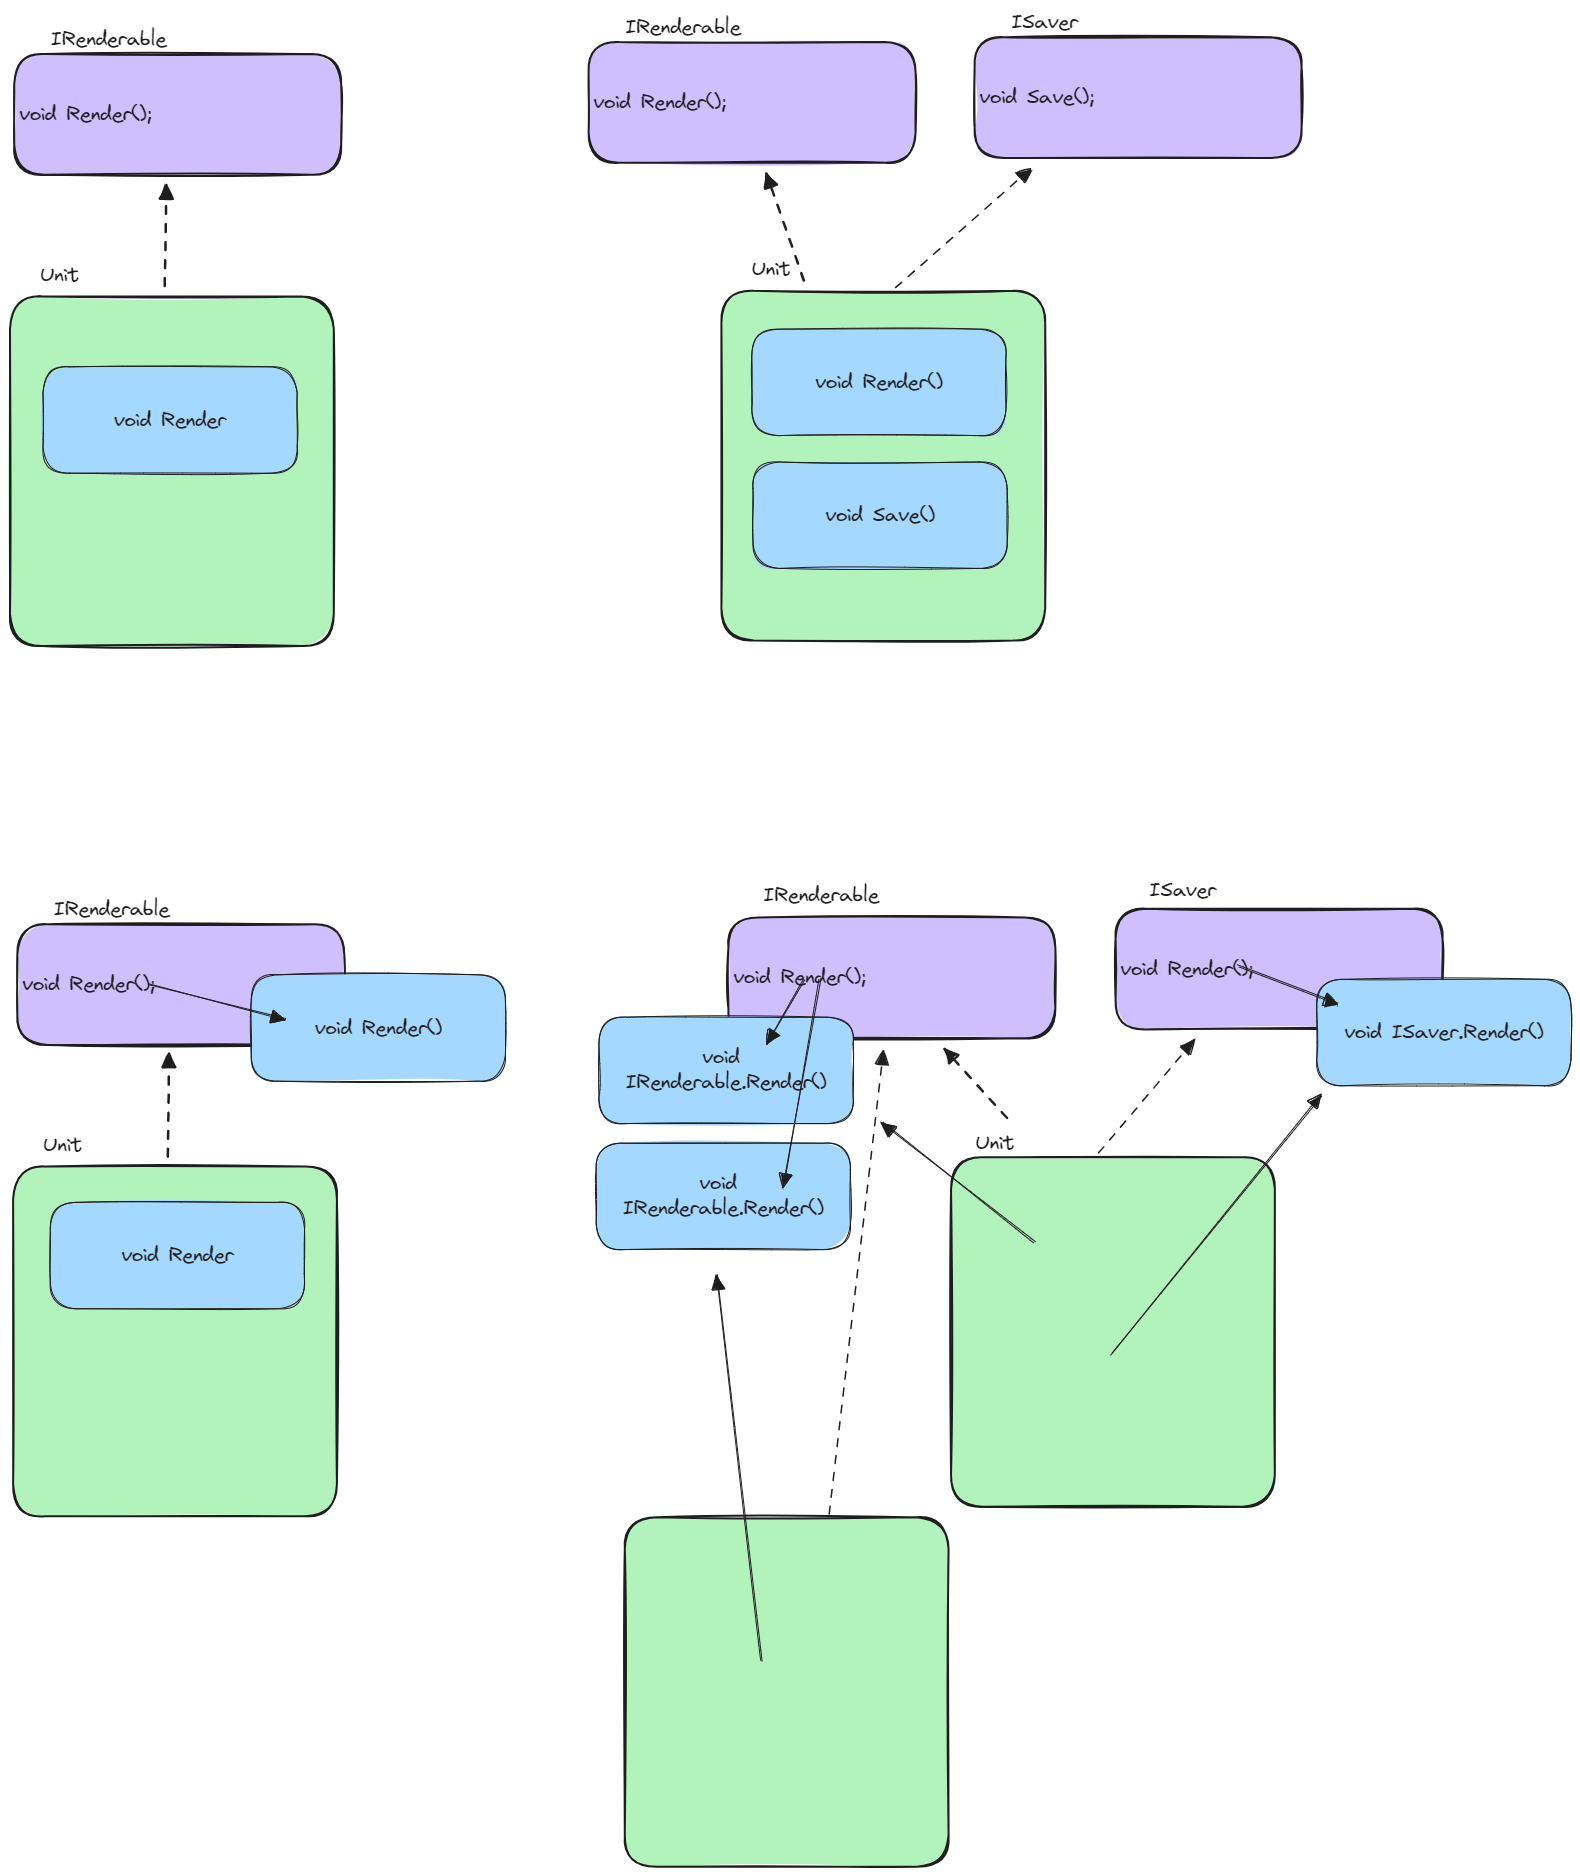 IRenderable
void Render();
Unit
void Render
IRenderable
ISaver
void Render();
void Save();
Unit
void Render()
void Save()
IRenderable
void Render();
void Render()
Unit
void Render
IRenderable
ISaver
void Render();
void Render();
void ISaver.Render()
void
IRenderable.Render()
void
IRenderable.Render()
Unit